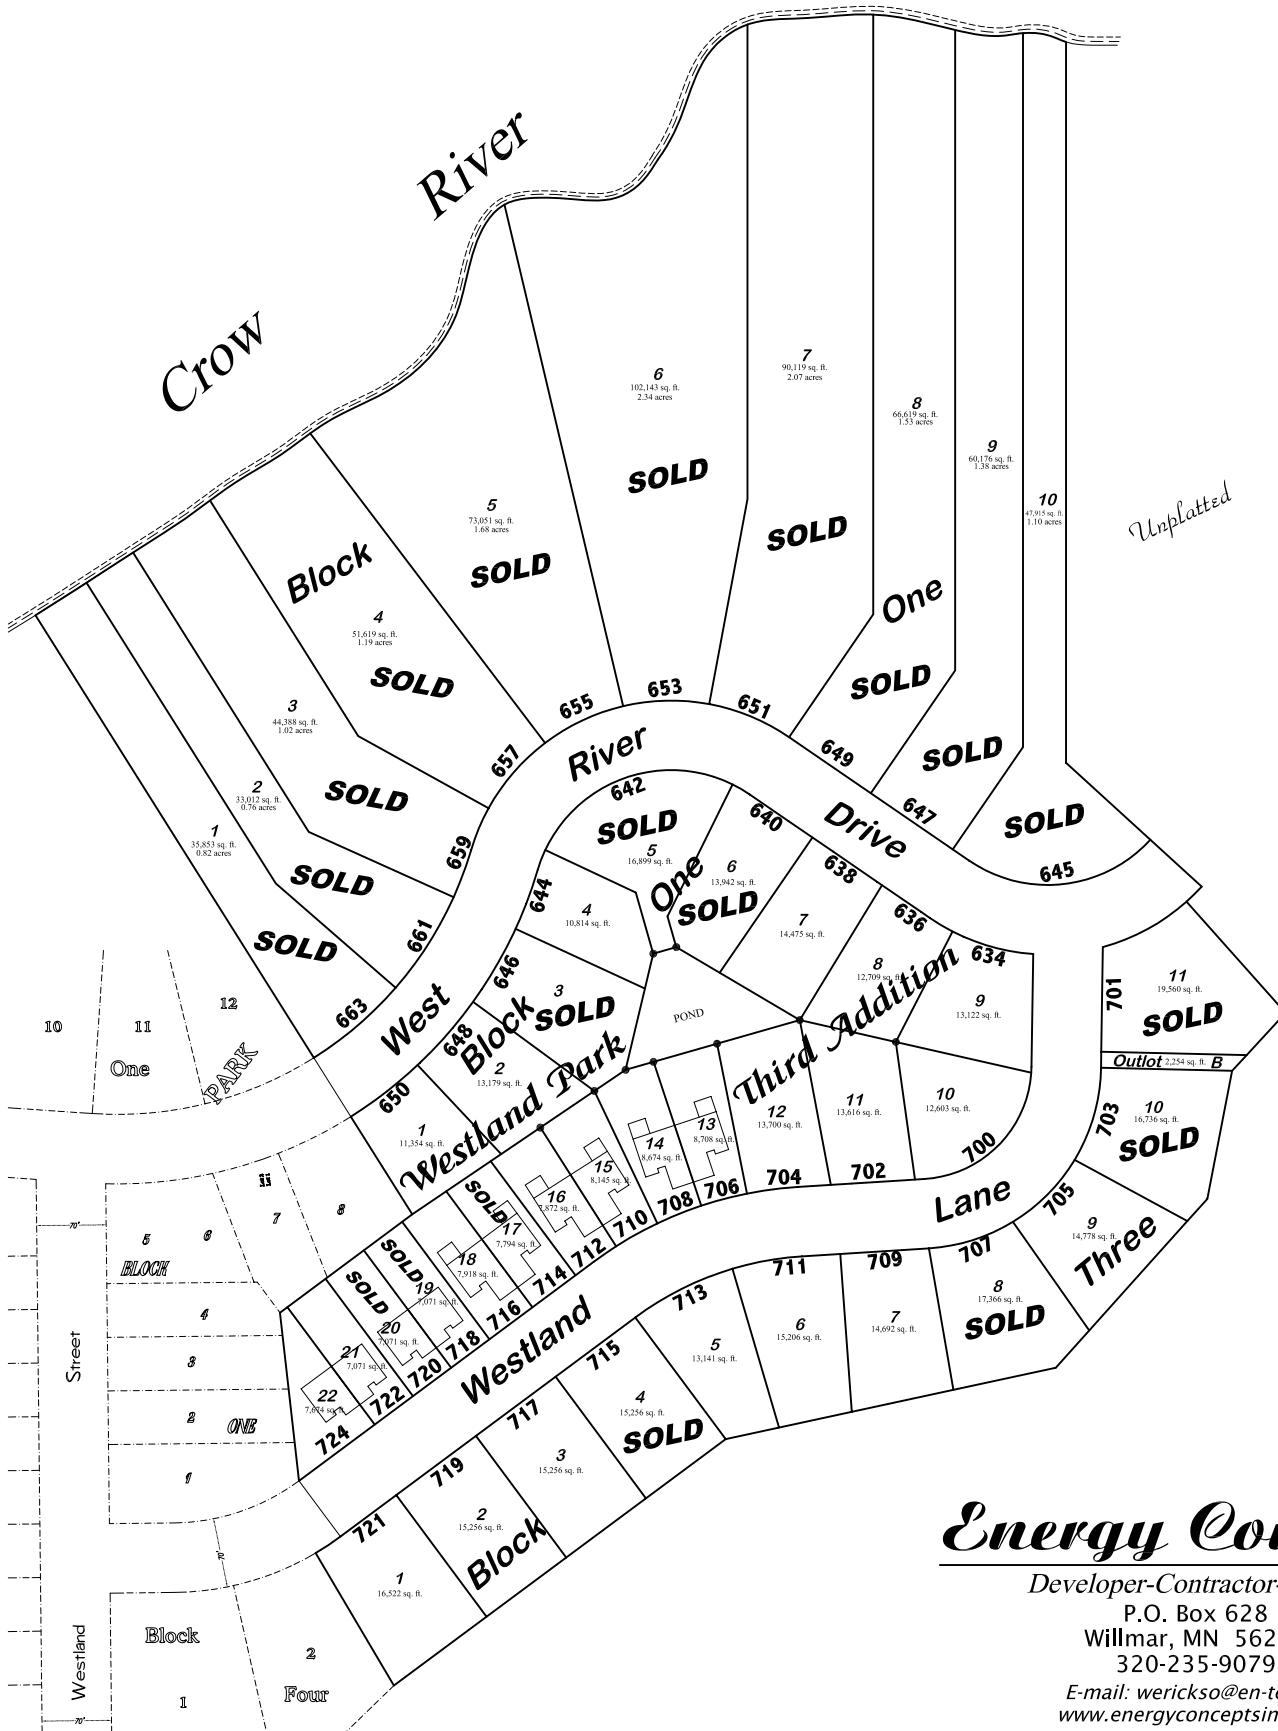 Crow
River
6
102,143 sq. ft.
2.34 acres
SOLD
7
90,119 sq. ft.
2.07 acres
SOLD
8
66,619 sq. ft.
1.53 acres
SOLD
9
60,176 sq. ft.
1.38 acres
SOLD
10
47,915 sq. ft.
1.10 acres
SOLD
Unplatted
5
73,051 sq. ft.
1.68 acres
SOLD
Block
One
4
51,619 sq. ft.
1.19 acres
SOLD
3
44,388 sq. ft.
1.02 acres
SOLD
2
33,012 sq. ft.
0.76 acres
SOLD
1
35,853 sq. ft.
0.82 acres
SOLD
663
661
659
657
655
653
651
649
647
645
West
River
Drive
642
SOLD
5
16,899 sq. ft.
One
640
6
13,942 sq. ft.
SOLD
638
7
14,475 sq. ft.
636
8
12,709 sq. ft.
634
9
13,122 sq. ft.
644
4
10,814 sq. ft.
646
3
SOLD
648
Block
2
13,179 sq. ft.
650
1
11,354 sq. ft.
POND
Westland Park
Third Addition
701
11
19,560 sq. ft.
SOLD
Outlot 2,254 sq. ft. B
703
10
16,736 sq. ft.
SOLD
705
9
14,778 sq. ft.
Three
707
8
17,366 sq. ft.
SOLD
709
7
14,692 sq. ft.
711
6
15,206 sq. ft.
713
5
13,141 sq. ft.
715
4
15,256 sq. ft.
SOLD
717
3
15,256 sq. ft.
719
2
15,256 sq. ft.
Block
721
1
16,522 sq. ft.
10
12,603 sq. ft.
700
11
13,616 sq. ft.
702
12
13,700 sq. ft.
704
13
8,708 sq. ft.
706
14
8,674 sq. ft.
708
15
8,145 sq. ft.
710
16
7,872 sq. ft.
712
SOLD
17
7,794 sq. ft.
714
18
7,918 sq. ft.
716
SOLD
19
7,071 sq. ft.
718
SOLD
20
7,071 sq. ft.
720
21
7,071 sq. ft.
722
22
7,674 sq. ft.
724
Westland
Lane
10
11
12
One
PARK
5
6
7
8
BLOCK
4
3
2
ONE
1
70'
Street
Westland
70'
70'
Block
1
2
Four
Energy
Developer-Contractor-
P.O. Box 628
Willmar, MN 562
320-235-9079
E-mail: werickso@en-t
www.energyconceptsin